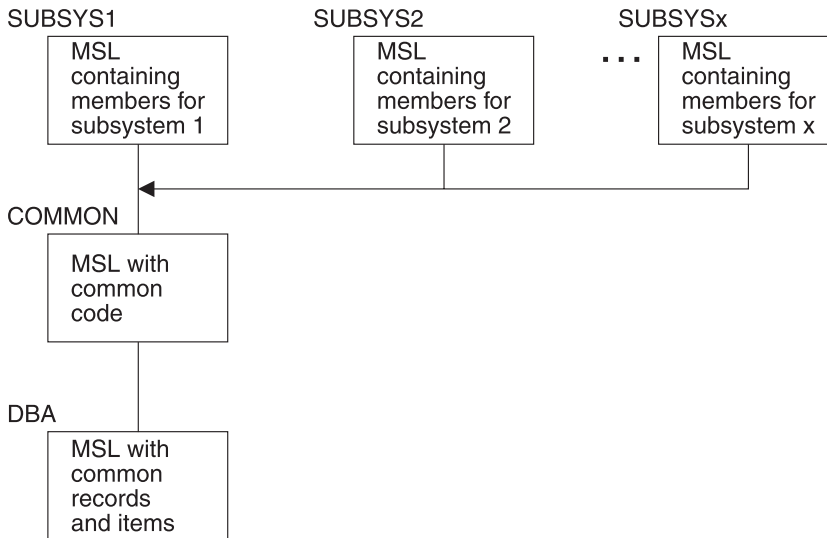 SUBSYS1
MSL
containing
members for
subsystem 1
SUBSYS2
MSL
containing
members for
subsystem 2
...
SUBSYSx
MSL
containing
members for
subsystem x
COMMON
MSL with
common
code
DBA
MSL with
common
records
and items